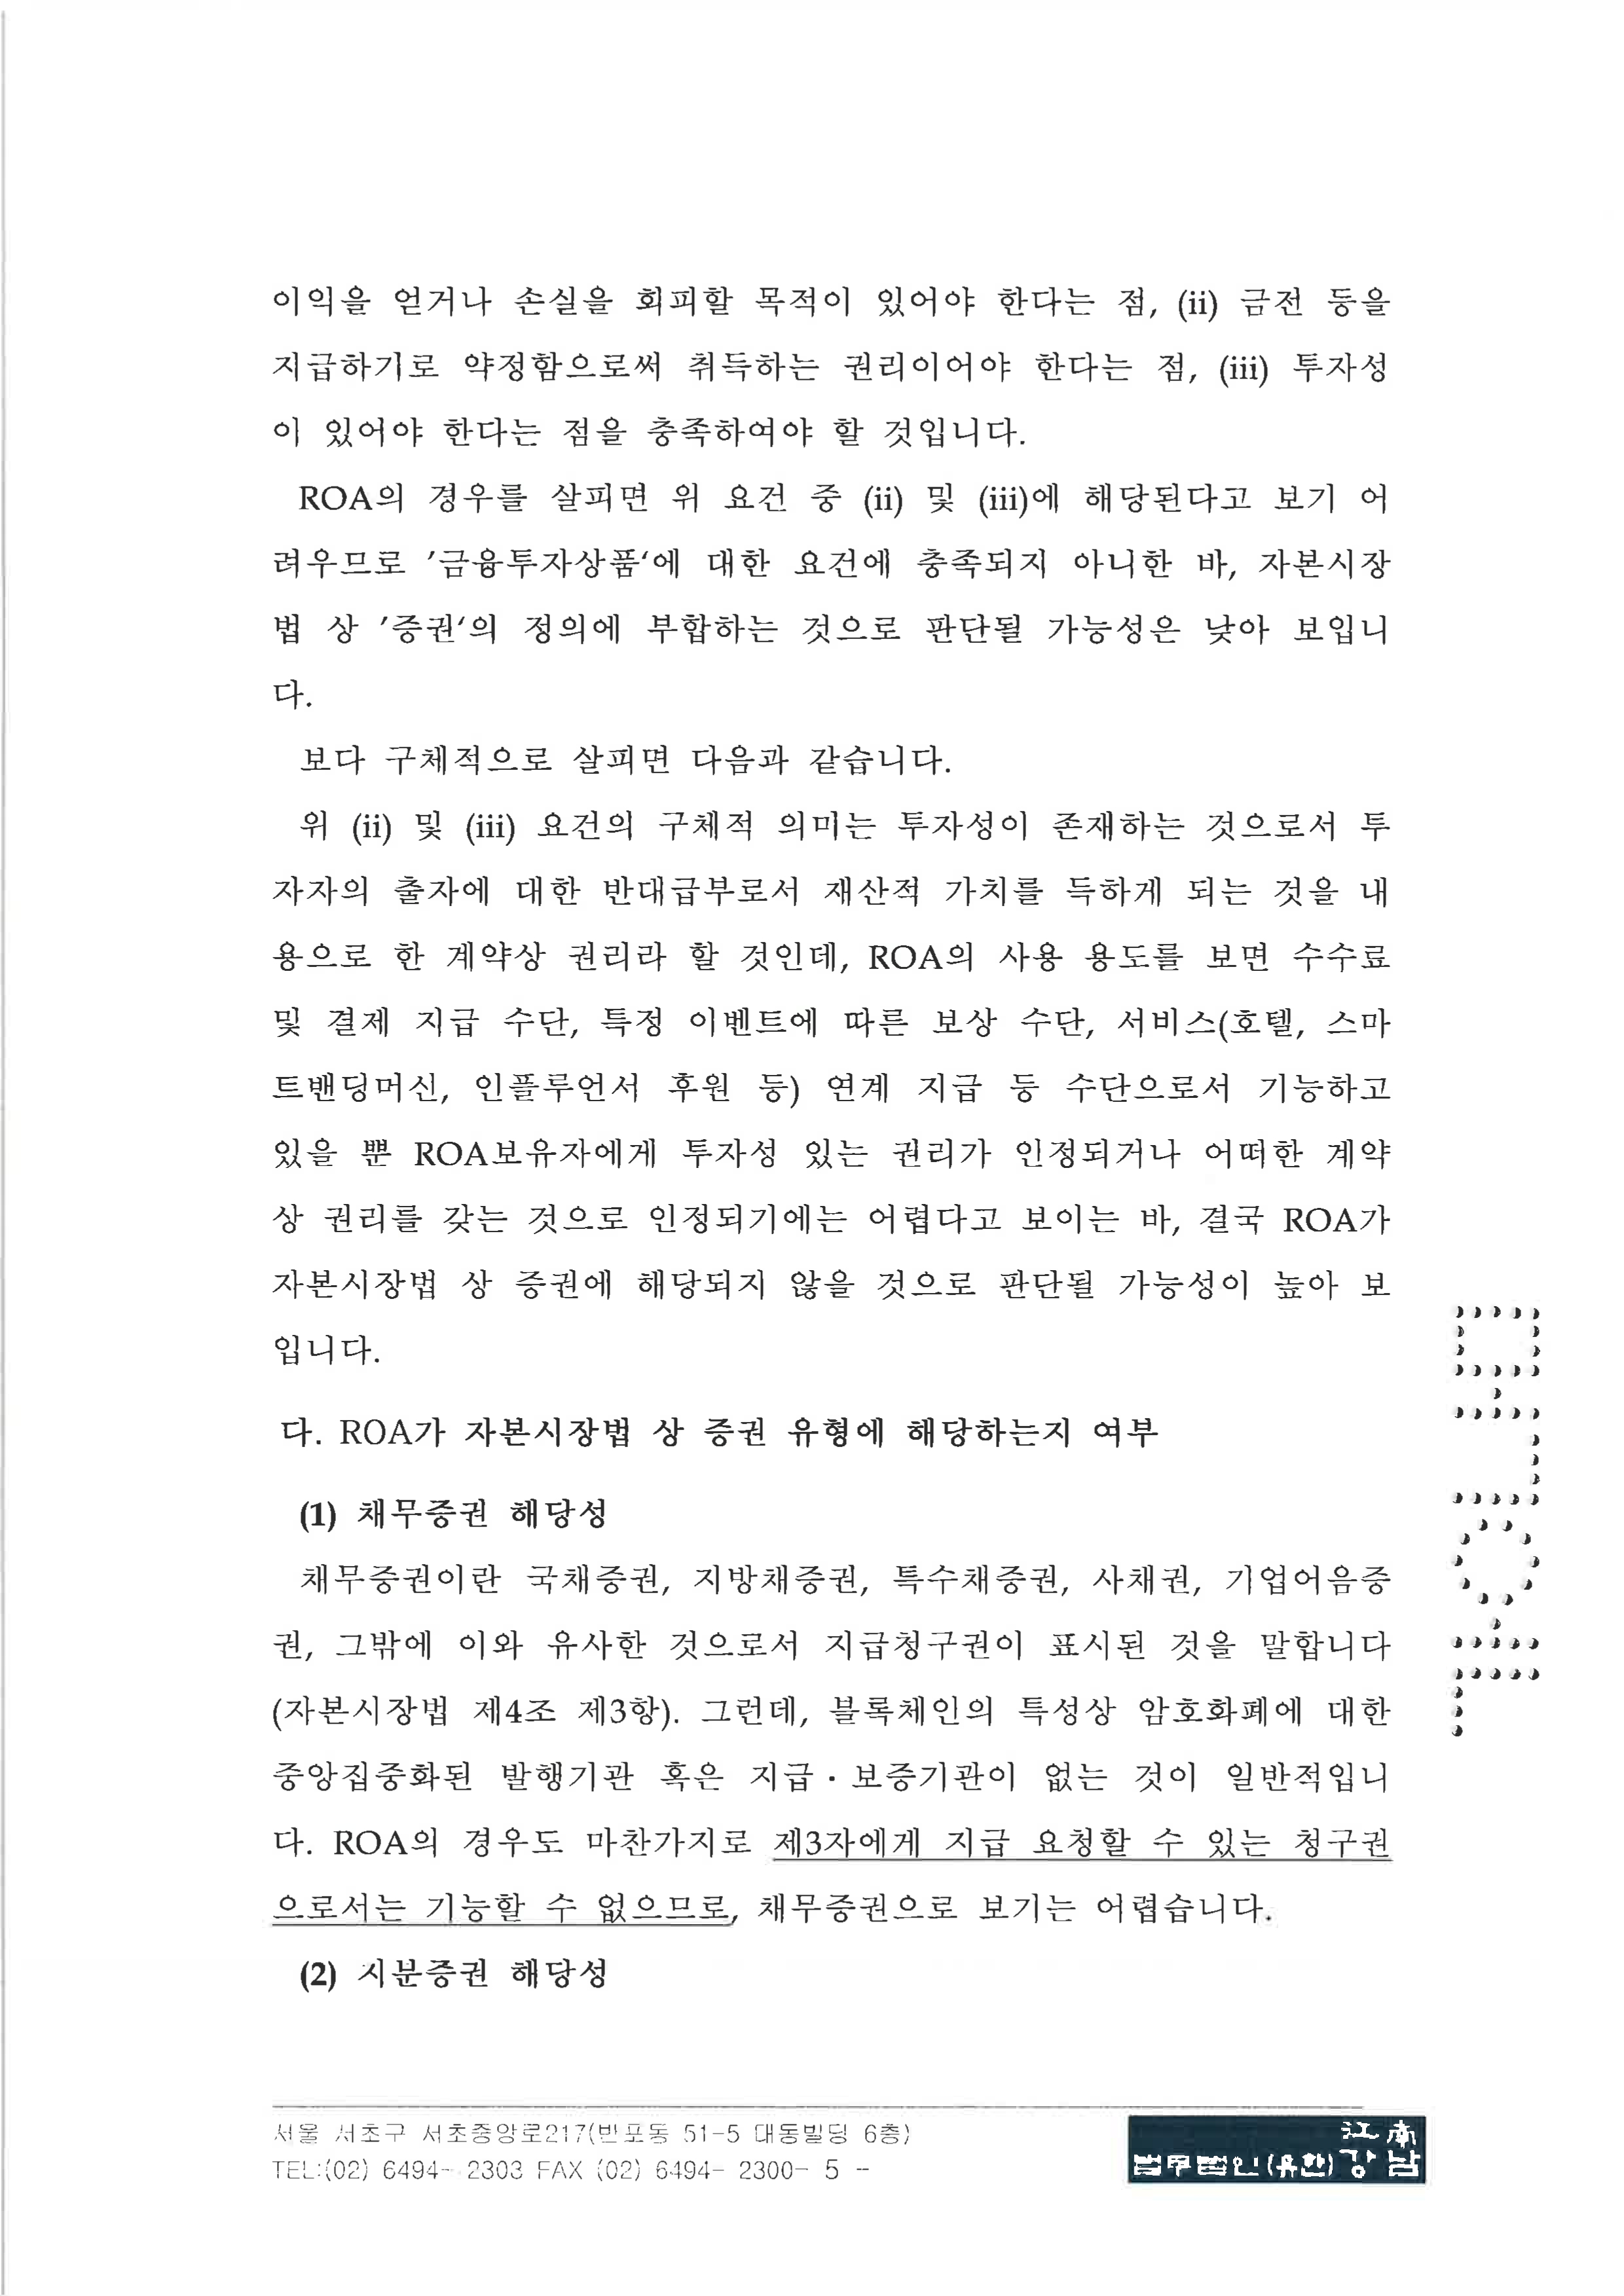 이익을 얻거나 손실을 회피할 목적이 있어야 한다는 점, (ii) 금전 등을
지급하기로 약정함으로써 취득하는 권리이어야 한다는 점, (iii) 투자성
이 있어야 한다는 점을 충족하여야 할 것입니다.
ROA의 경우를 살피면 위 요건 중 (ii) 및 (iii)에 해당된다고 보기 어
려우므로 ′금융투자상품‵에 대한 요건에 충족되지 아니한 바, 자본시장
법 상 ′증권‵의 정의에 부합하는 것으로 판단될 가능성은 낮아 보입니
다.
보다 구체적으로 살피면 다음과 같습니다.
위 (ii) 및 (iii) 요건의 구체적 의미는 투자성이 존재하는 것으로서 투
자자의 출자에 대한 반대급부로서 재산적 가치를 득하게 되는 것을 내
용으로 한 계약상 권리라 할 것인데, ROA의 사용 용도를 보면 수수료
및 결제 지급 수단, 특정 이벤트에 따른 보상 수단, 서비스(호텔, 스마
트밴딩머신, 인플루언서 후원 등) 연계 지급 등 수단으로서 기능하고
있을 뿐 ROA보유자에게 투자성 있는 권리가 인정되거나 어떠한 계약
상 권리를 갖는 것으로 인정되기에는 어렵다고 보이는 바, 결국 ROA가
자본시장법 상 증권에 해당되지 않을 것으로 판단될 가능성이 높아 보
입니다.
다. ROA가 자본시장법 상 증권 유형에 해당하는지 여부
(1) 채무증권 해당성
채무증권이란 국채증권, 지방채증권, 특수채증권, 사채권, 기업어음증
권, 그밖에 이와 유사한 것으로서 지급청구권이 표시된 것을 말합니다
(자본시장법 제4조 제3항). 그런데, 블록체인의 특성상 암호화폐에 대한
중앙집중화된 발행기관 혹은 지급·보증기관이 없는 것이 일반적입니
다. ROA의 경우도 마찬가지로 제3자에게 지급 요청할 수 있는 청구권
으로서는 기능할 수 없으므로, 채무증권으로 보기는 어렵습니다.
(2) 지분증권 해당성
서울 서초구 서초중앙로217(반포동 51-5 대동빌딩 6층)
TEL:(02) 6494- 2303 FAX (02) 6494- 2300- 5 -
江南
법무법인(유한)강남